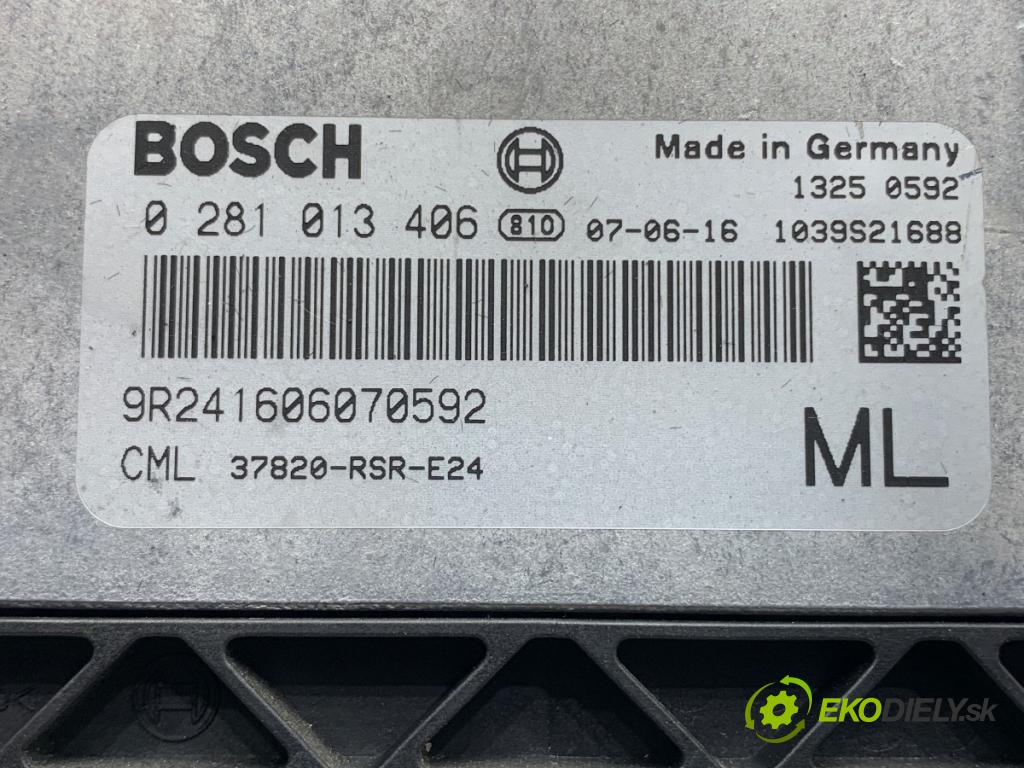 BOSCH Made in Germany
1325 0592
0 281 013 406 810 07-06-16 1039S21688
9R241606070592
ML
CML 37820-RSR-E24
EKODIELY.sk